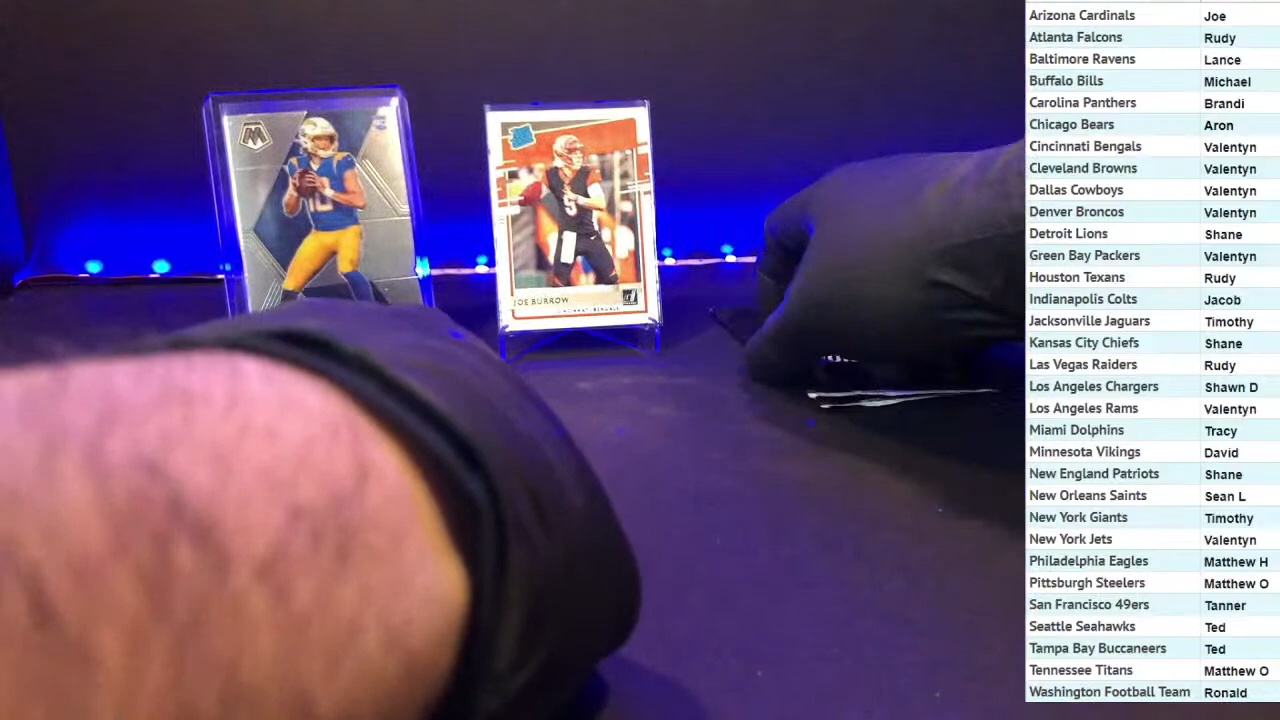 M
10
9
JOE BURROW
CINCINNATI BENGALS
Arizona Cardinals Joe
Atlanta Falcons Rudy
Baltimore Ravens Lance
Buffalo Bills Michael
Carolina Panthers Brandi
Chicago Bears Aron
Cincinnati Bengals Valentyn
Cleveland Browns Valentyn
Dallas Cowboys Valentyn
Denver Broncos Valentyn
Detroit Lions Shane
Green Bay Packers Valentyn
Houston Texans Rudy
Indianapolis Colts Jacob
Jacksonville Jaguars Timothy
Kansas City Chiefs Shane
Las Vegas Raiders Rudy
Los Angeles Chargers Shawn D
Los Angeles Rams Valentyn
Miami Dolphins Tracy
Minnesota Vikings David
New England Patriots Shane
New Orleans Saints Sean L
New York Giants Timothy
New York Jets Valentyn
Philadelphia Eagles Matthew H
Pittsburgh Steelers Matthew O
San Francisco 49ers Tanner
Seattle Seahawks Ted
Tampa Bay Buccaneers Ted
Tennessee Titans Matthew O
Washington Football Team Ronald